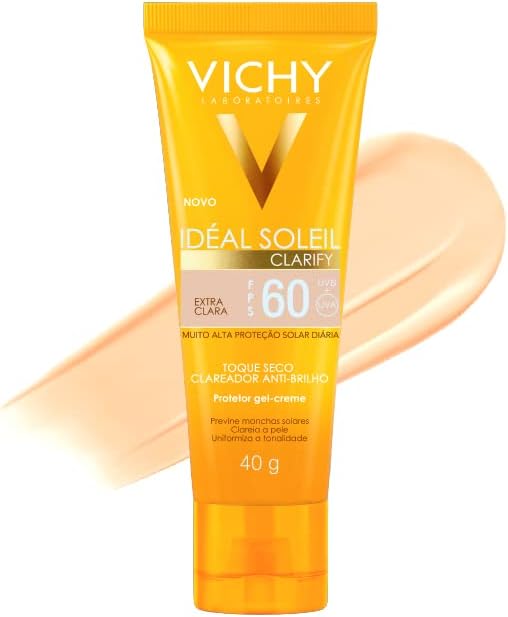 VICHY
LABORATOIRES
NOVO
IDÉAL SOLEIL
CLARIFY
EXTRA
CLARA
FPS
60
UVB
+
UVA
MUITO ALTA PROTEÇÃO SOLAR DIÁRIA
TOQUE SECO
CLAREADOR ANTI-BRILHO
Protetor gel-creme
Previne manchas solares
Clareia a pele
Uniformiza a tonalidade
40 g